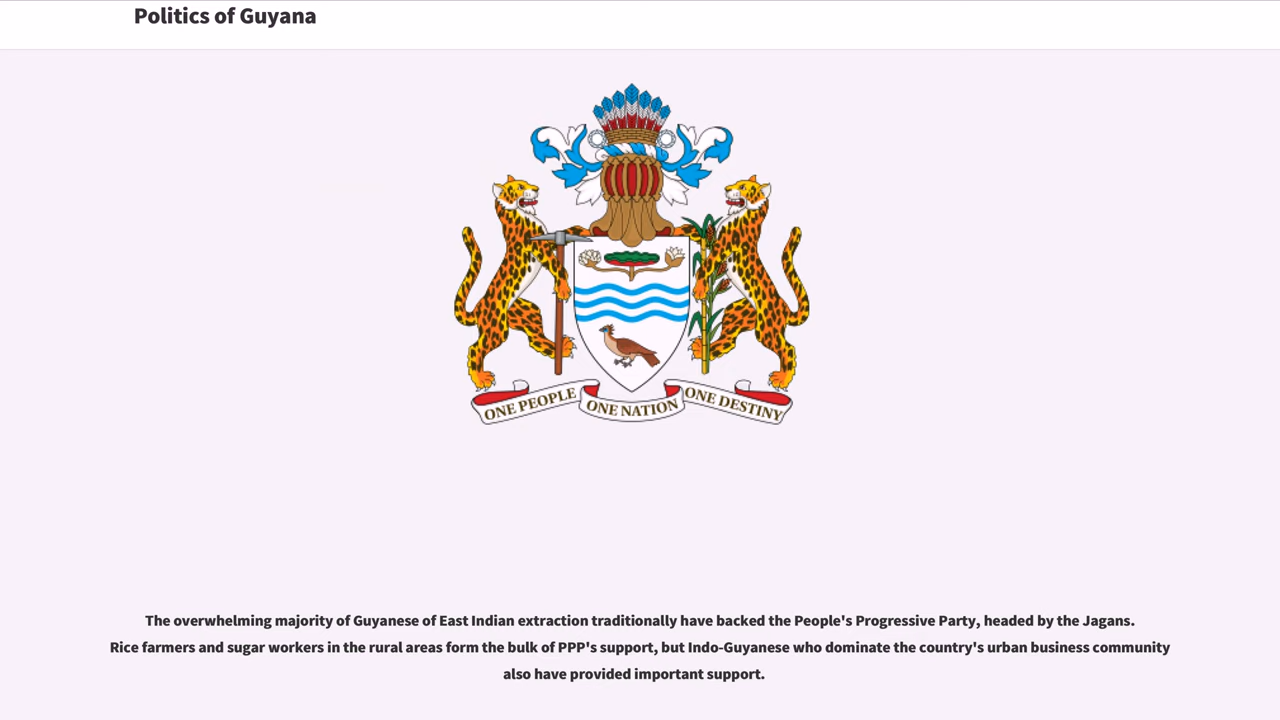 Politics of Guyana
ONE PEOPLE ONE NATION ONE DESTINY
The overwhelming majority of Guyanese of East Indian extraction traditionally have backed the People's Progressive Party, headed by the Jagans.
Rice farmers and sugar workers in the rural areas form the bulk of PPP's support, but Indo-Guyanese who dominate the country's urban business community
also have provided important support.